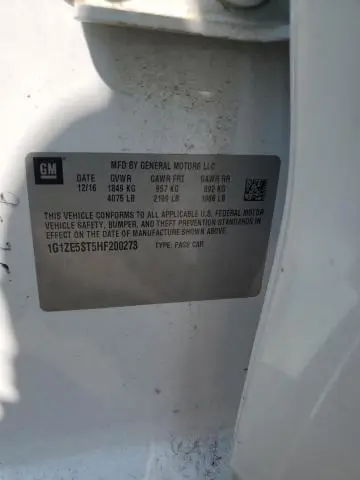 GM
MFD BY GENERAL MOTORS LLC
DATE GVWR GAWR FRT GAWR RR
12/16 1849 KG 957 KG 892 KG
4075 LB 2109 LB 1966 LB
THIS VEHICLE CONFORMS TO ALL APPLICABLE U.S. FEDERAL MOTOR
VEHICLE SAFETY, BUMPER, AND THEFT PREVENTION STANDARDS
IN EFFECT ON THE DATE OF MANUFACTURE SHOWN ABOVE.
1G1ZE5ST5HF200273 TYPE: PASS CAR